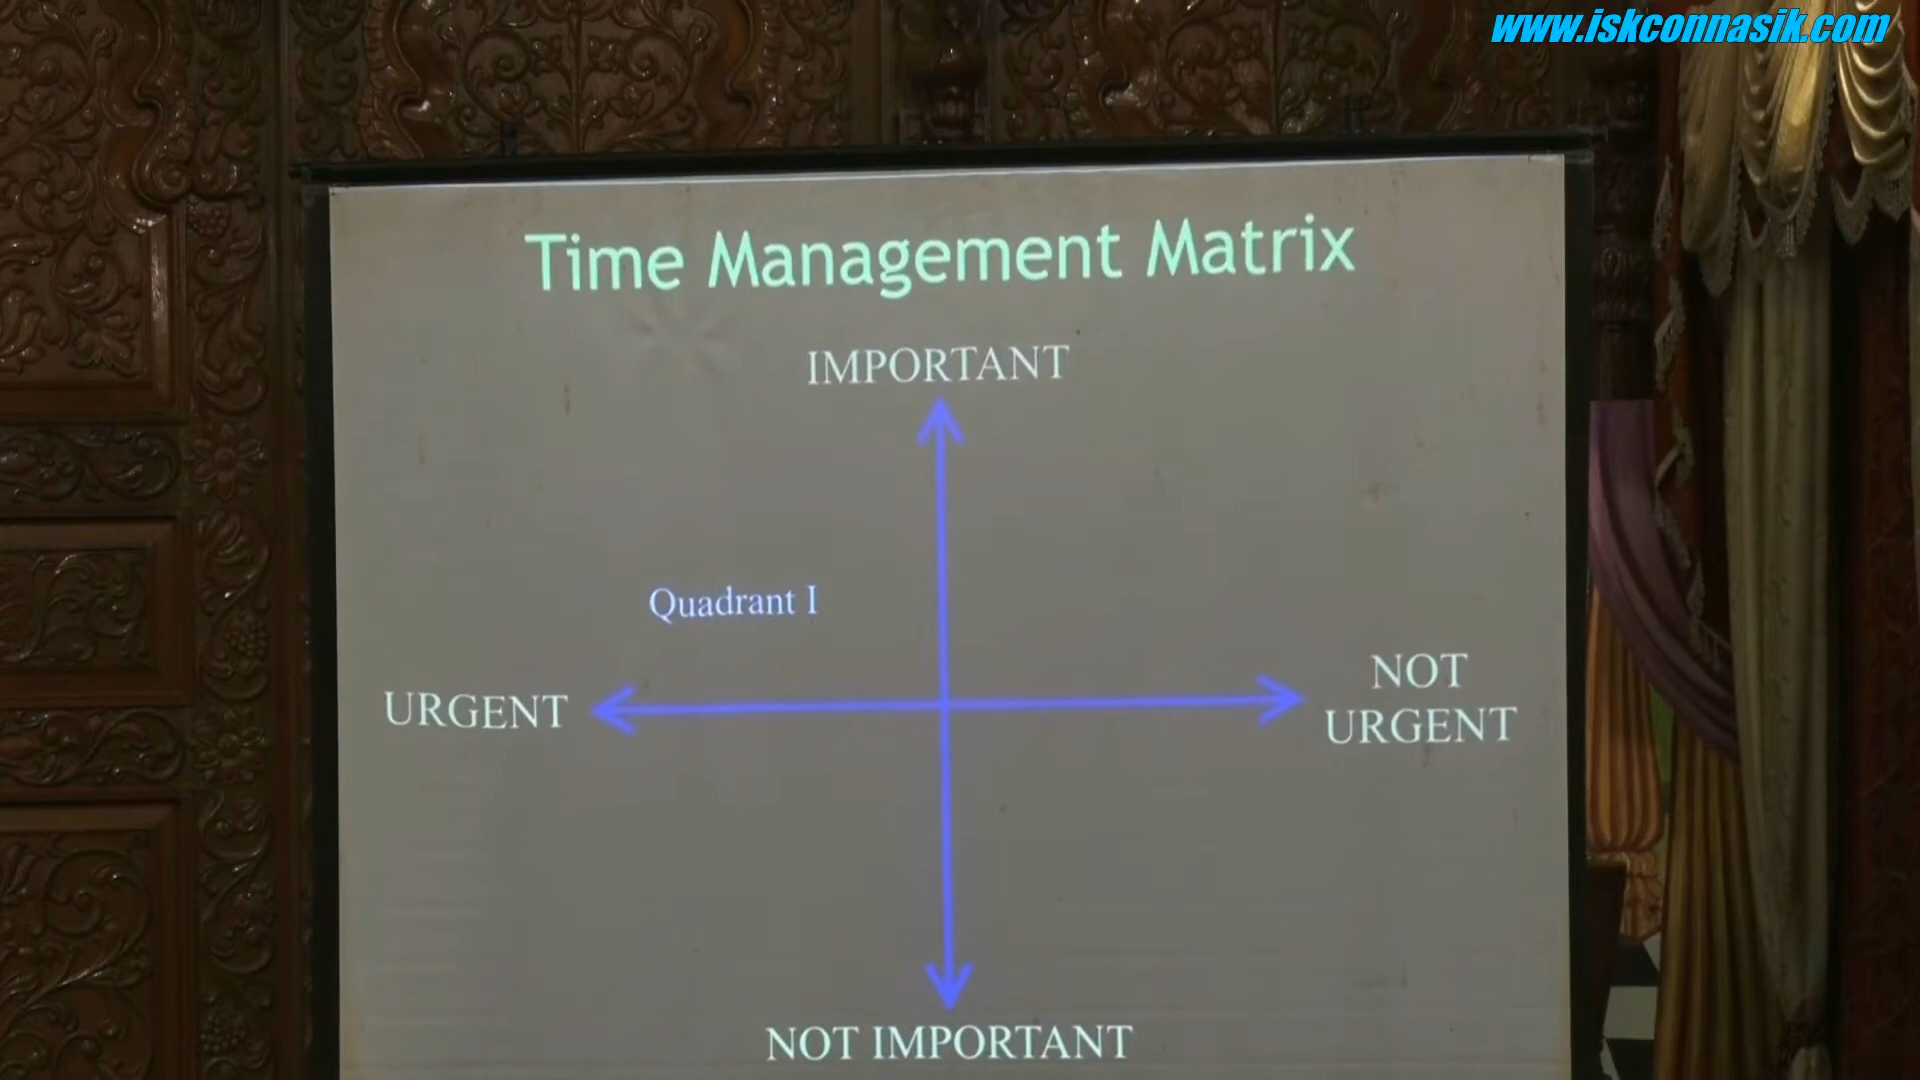 www.iskconnasik.com
Time Management Matrix
IMPORTANT
Quadrant I
URGENT
NOT
URGENT
NOT IMPORTANT